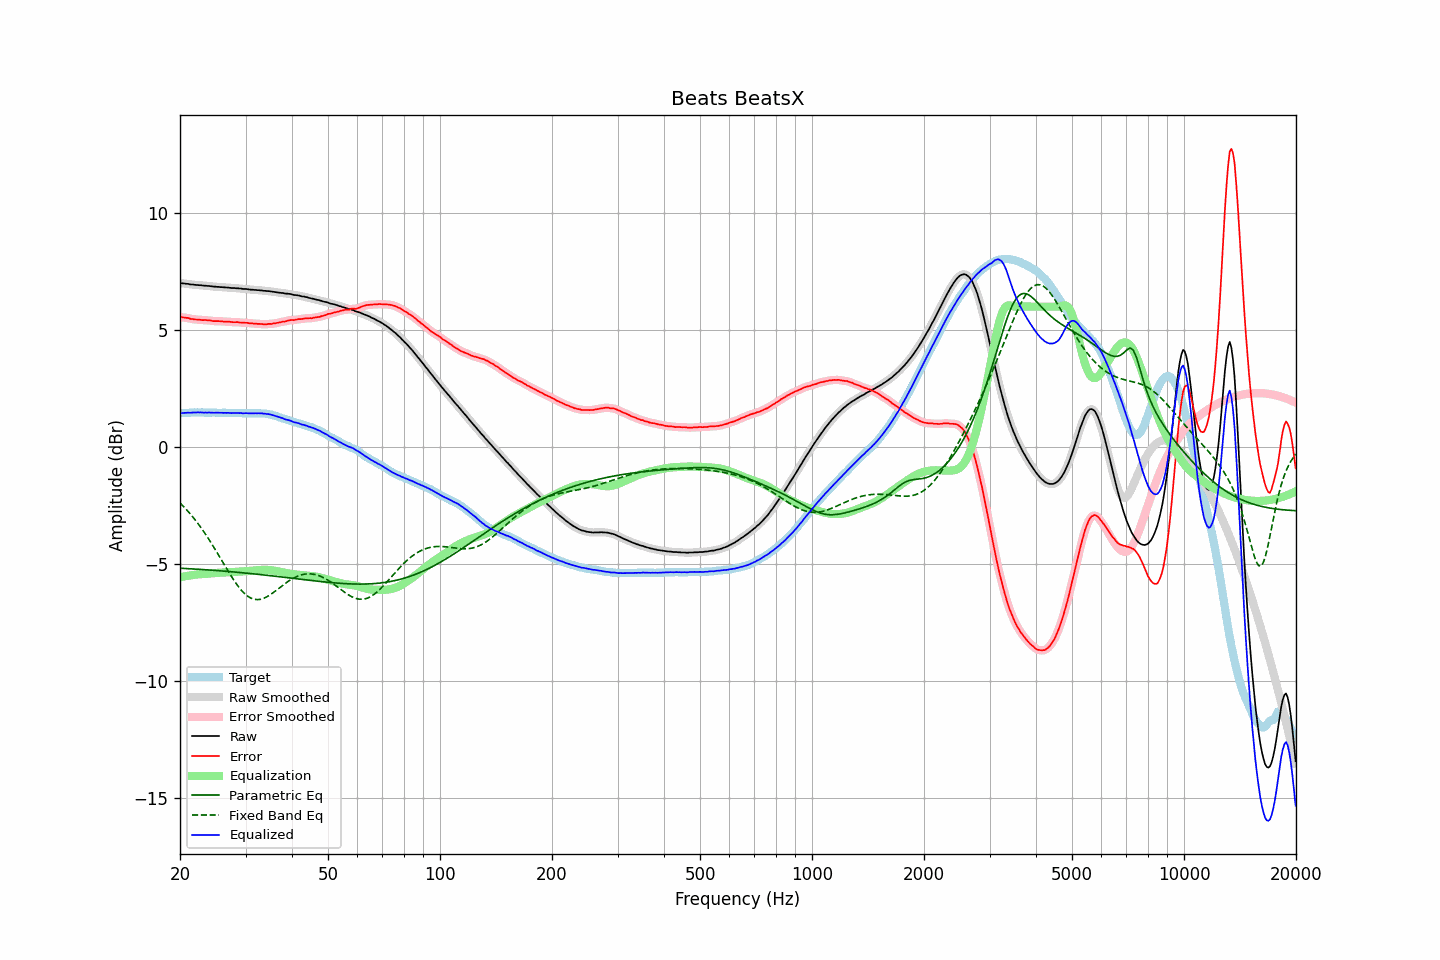 Beats BeatsX
Amplitude (dBr)
10
5
0
−5
−10
−15
Target
Raw Smoothed
Error Smoothed
Raw
Error
Equalization
Parametric Eq
Fixed Band Eq
Equalized
20 50 100 200 500 1000 2000 5000 10000 20000
Frequency (Hz)